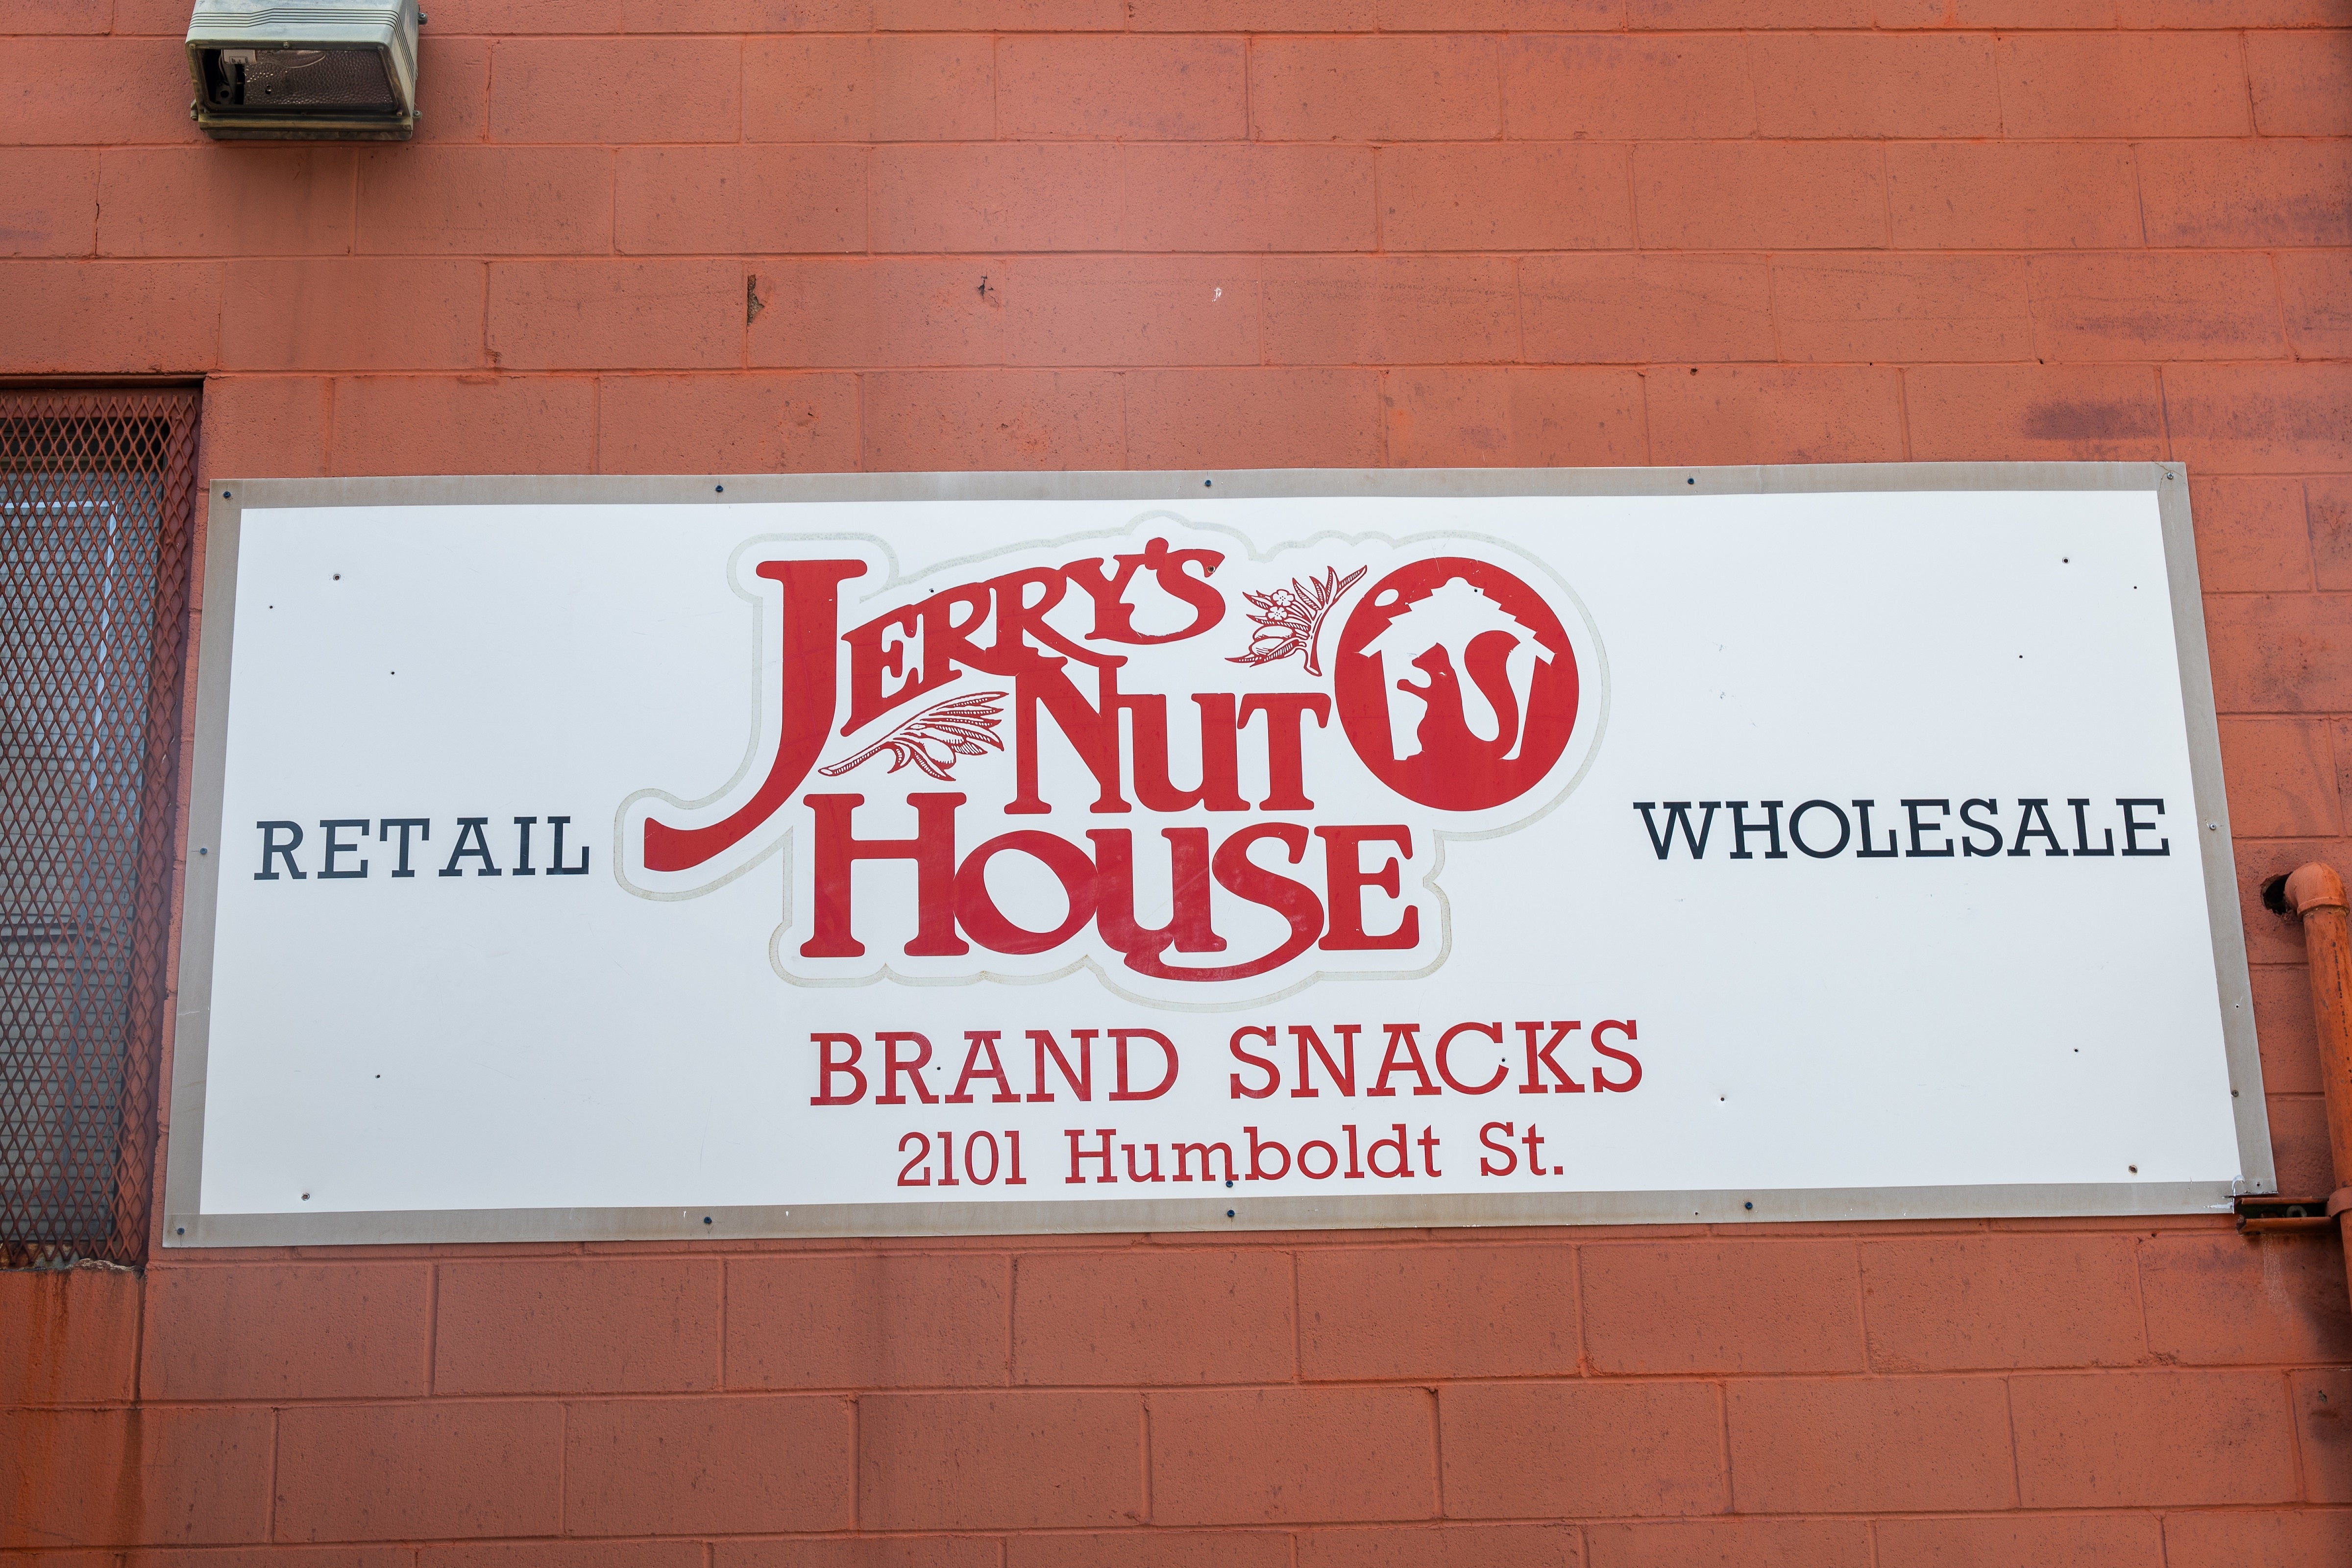 JERRY'S
NUT
HOUSE
RETAIL
WHOLESALE
BRAND SNACKS
2101 Humboldt St.